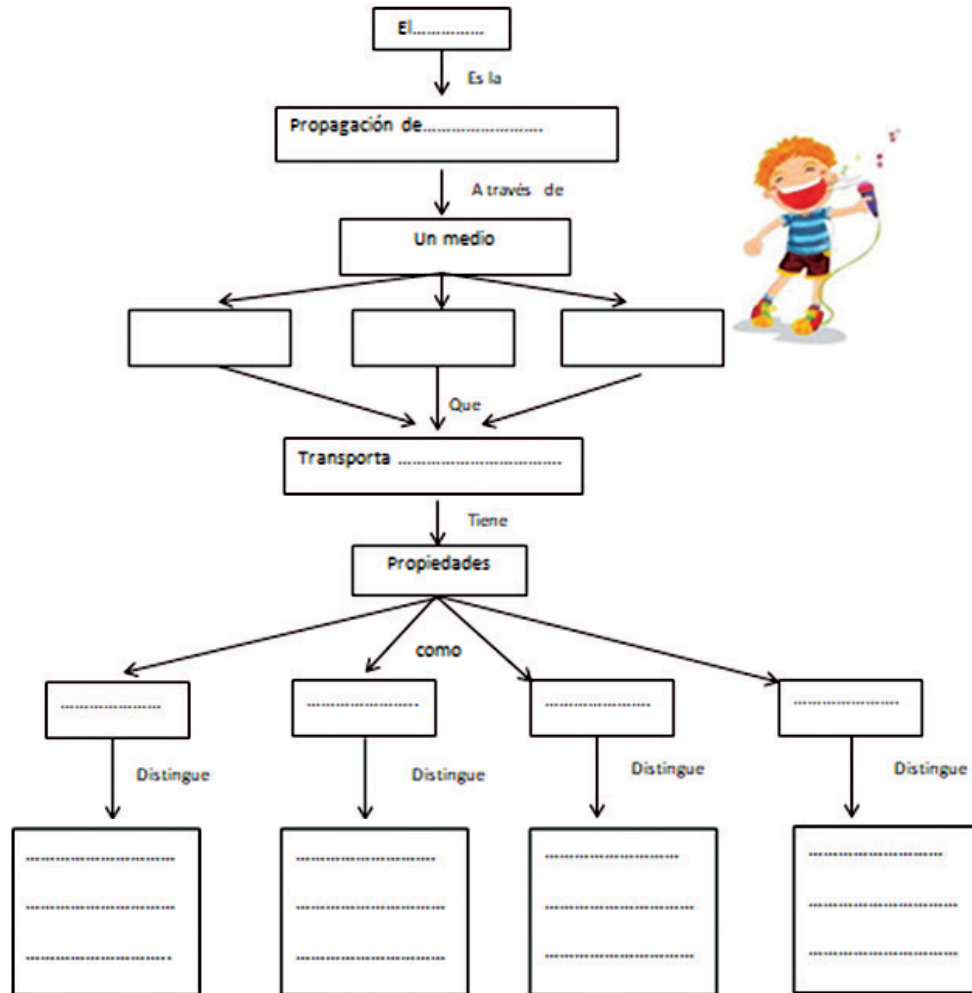 El...............
Es la
Propagación de........................
A través de
Un medio
Que
Transporta ..................................
Tiene
Propiedades
como
..................... ....................... ...................... ......................
Distingue Distingue Distingue Distingue
............................... ............................. ............................ ............................
............................... ............................... ............................... ...............................
............................... ............................... ............................... ...............................